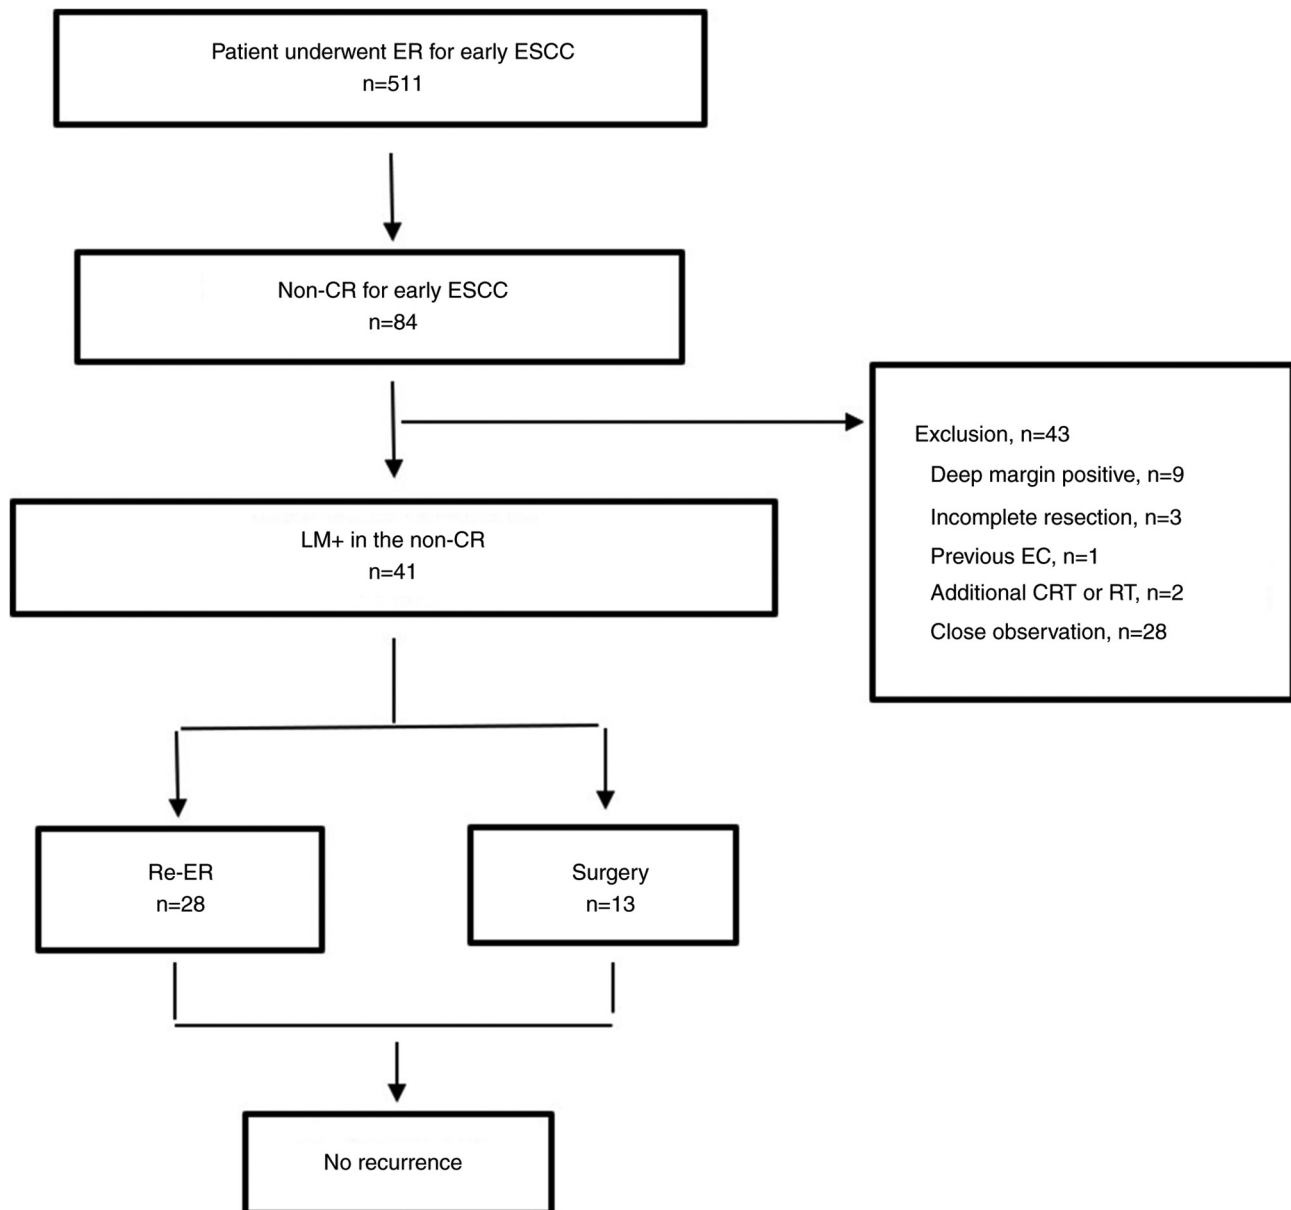 Patient underwent ER for early ESCC
n=511
Non-CR for early ESCC
n=84
Exclusion, n=43
Deep margin positive, n=9
Incomplete resection, n=3
Previous EC, n=1
Additional CRT or RT, n=2
Close observation, n=28
LM+ in the non-CR
n=41
Re-ER
n=28
Surgery
n=13
No recurrence